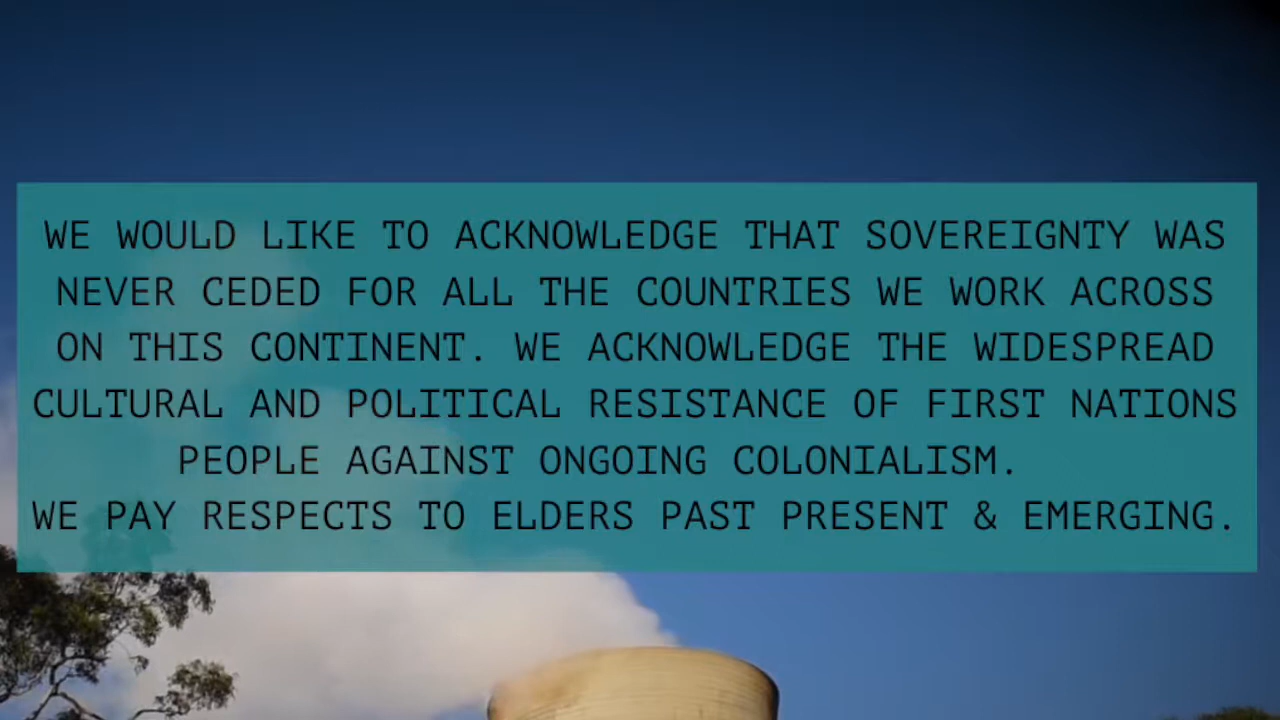 WE WOULD LIKE TO ACKNOWLEDGE THAT SOVEREIGNTY WAS
NEVER CEDED FOR ALL THE COUNTRIES WE WORK ACROSS
ON THIS CONTINENT. WE ACKNOWLEDGE THE WIDESPREAD
CULTURAL AND POLITICAL RESISTANCE OF FIRST NATIONS
PEOPLE AGAINST ONGOING COLONIALISM.
WE PAY RESPECTS TO ELDERS PAST PRESENT & EMERGING.